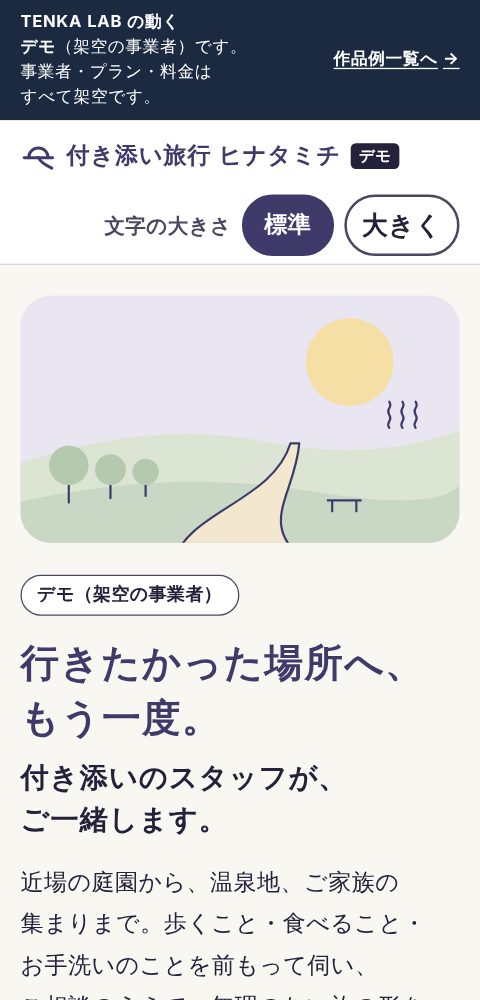 TENKA LAB の動く
デモ（架空の事業者）です。
事業者・プラン・料金は
すべて架空です。
作品例一覧へ →
付き添い旅行 ヒナタミチ デモ
文字の大きさ 標準 大きく
デモ（架空の事業者）
行きたかった場所へ、
もう一度。
付き添いのスタッフが、
ご一緒します。
近場の庭園から、温泉地、ご家族の
集まりまで。歩くこと・食べること・
お手洗いのことを前もって伺い、